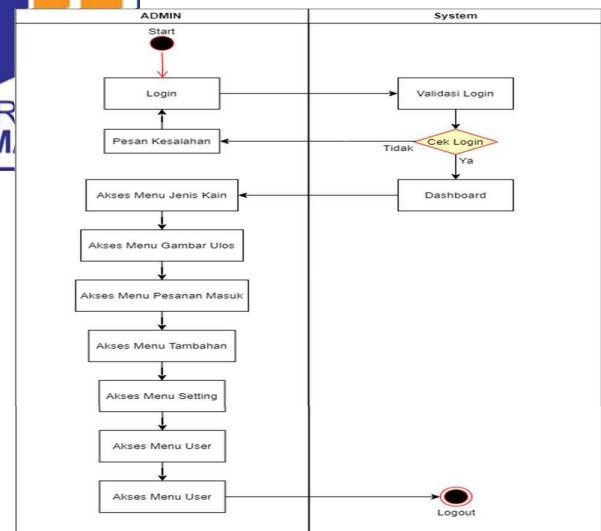 ADMIN
System
Start
Login
Validasi Login
Pesan Kesalahan
Tidak
Cek Login
Ya
Akses Menu Jenis Kain
Dashboard
Akses Menu Gambar Ulos
Akses Menu Pesanan Masuk
Akses Menu Tambahan
Akses Menu Setting
Akses Menu User
Akses Menu User
Logout